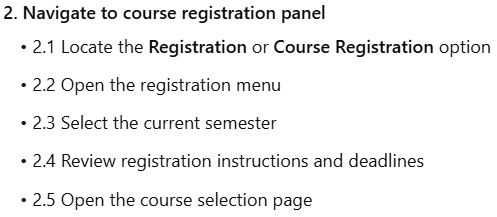 2. Navigate to course registration panel
• 2.1 Locate the Registration or Course Registration option
• 2.2 Open the registration menu
• 2.3 Select the current semester
• 2.4 Review registration instructions and deadlines
• 2.5 Open the course selection page